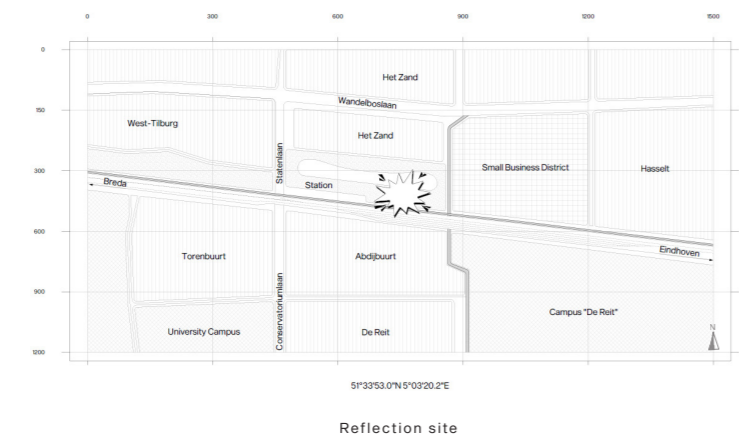 0 300 600 900 1200 1500
0
Het Zand
Wandelboslaan
150
West-Tilburg
Het Zand
Statenlaan
Small Business District
Hasselt
300
Station
Breda
600
Eindhoven
Torenbuurt
Abdijbuurt
900
Conservatoriumlaan
Campus "De Reit"
University Campus
De Reit
N
1200
51°33'53.0"N 5°03'20.2"E
Reflection site